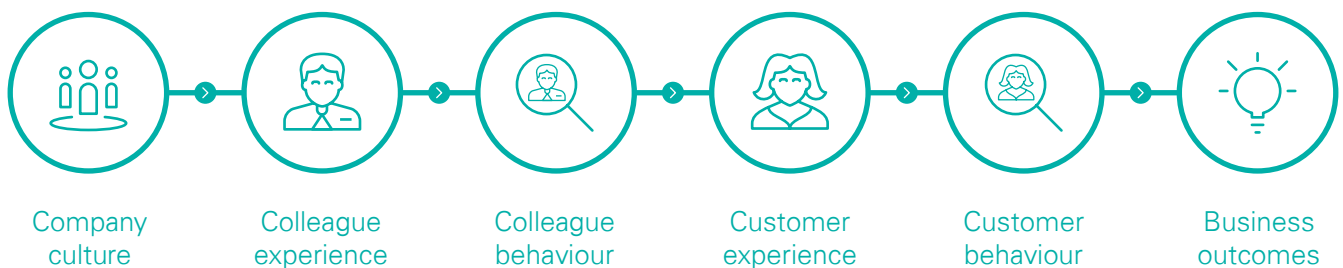 Company
culture
Colleague
experience
Colleague
behaviour
Customer
experience
Customer
behaviour
Business
outcomes